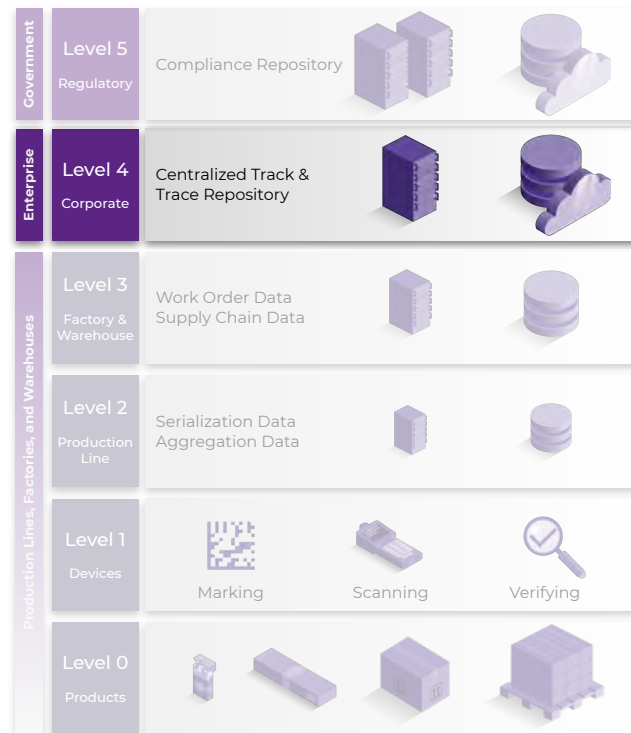 Government
Level 5
Regulatory
Compliance Repository
Enterprise
Level 4
Corporate
Centralized Track &
Trace Repository
Production Lines, Factories, and Warehouses
Level 3
Factory &
Warehouse
Work Order Data
Supply Chain Data
Level 2
Production
Line
Serialization Data
Aggregation Data
Level 1
Devices
Marking
Scanning
Verifying
Level 0
Products